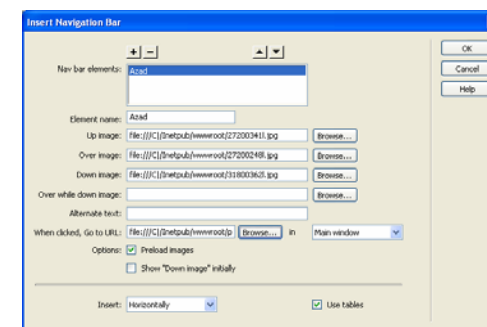 Insert Navigation Bar
OK
Cancel
Help
Nav bar elements: Azad
Element name: Azad
Up image: file:///C|/Inetpub/wwwroot/27200341l.jpg Browse...
Over image: file:///C|/Inetpub/wwwroot/27200248l.jpg Browse...
Down image: file:///C|/Inetpub/wwwroot/31800362l.jpg Browse...
Over while down image: Browse...
Alternate text:
When clicked, Go to URL: file:///C|/Inetpub/wwwroot/p Browse... in Main window
Options: Preload images
Show "Down image" initially
Insert: Horizontally Use tables